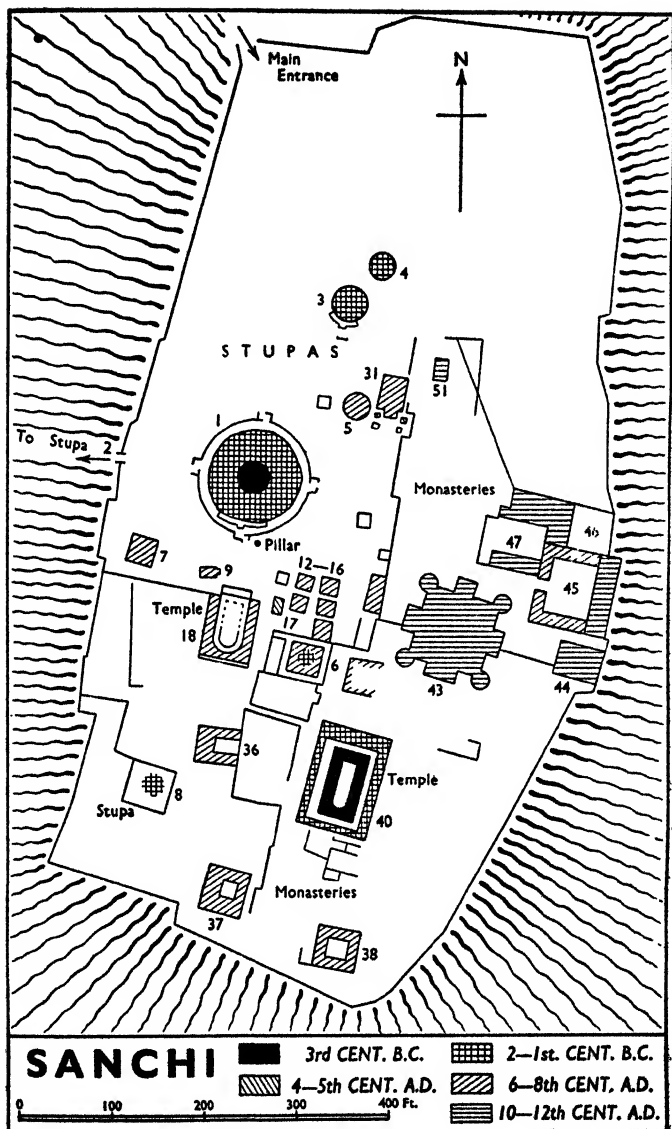 Main
Entrance
N
4
3
STUPAS
31
51
5
1
To Stupa 2
Monasteries
46
47
Pillar
7
9
12—16
45
Temple
17
18
6
43
44
36
Temple
8
Stupa
40
Monasteries
37
38
SANCHI
3rd CENT. B.C.
2—1st. CENT. B.C.
4—5th CENT. A.D.
6—8th CENT. A.D.
10—12th CENT. A.D.
0 100 200 300 400 Ft.